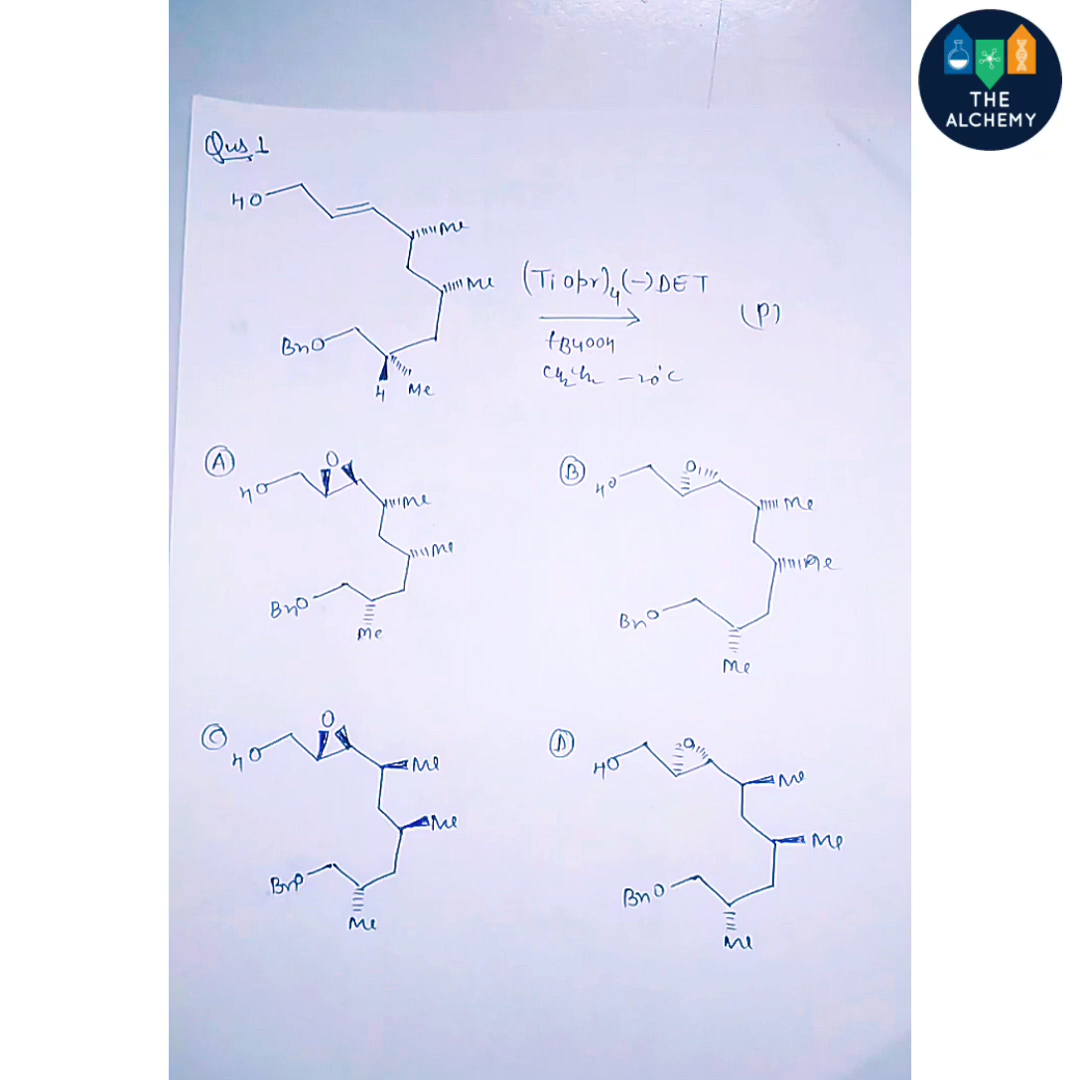 THE
ALCHEMY
Qus 1
HO
Me
Me
BnO
H Me
(Ti opr)4 (-) DET
tBuOOH
CH2Cl2 -20°C
(P)
(A)
O
HO
Me
Me
BnO
Me
(B)
O
HO
Me
Me
BnO
Me
(C)
O
HO
Me
Me
BnO
Me
(D)
O
HO
Me
Me
BnO
Me